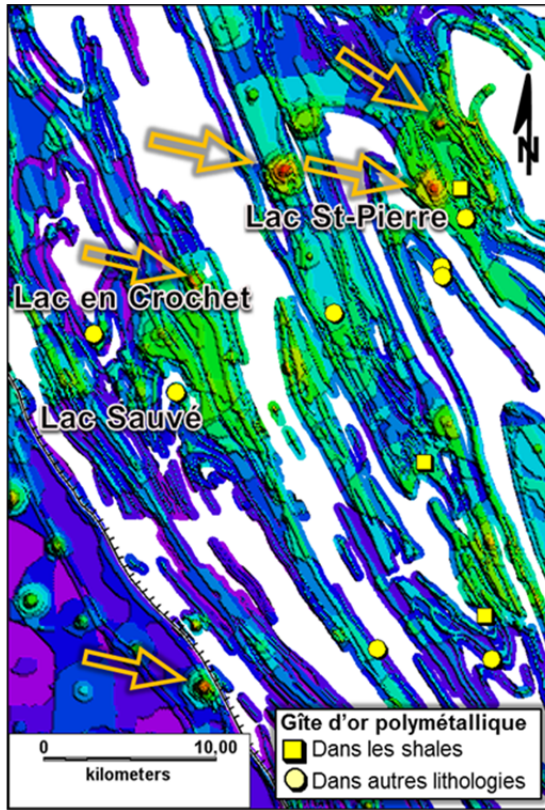 N
Lac St-Pierre
Lac en Crochet
Lac Sauvé
0 10,00
kilometers
Gîte d'or polymétallique
Dans les shales
Dans autres lithologies